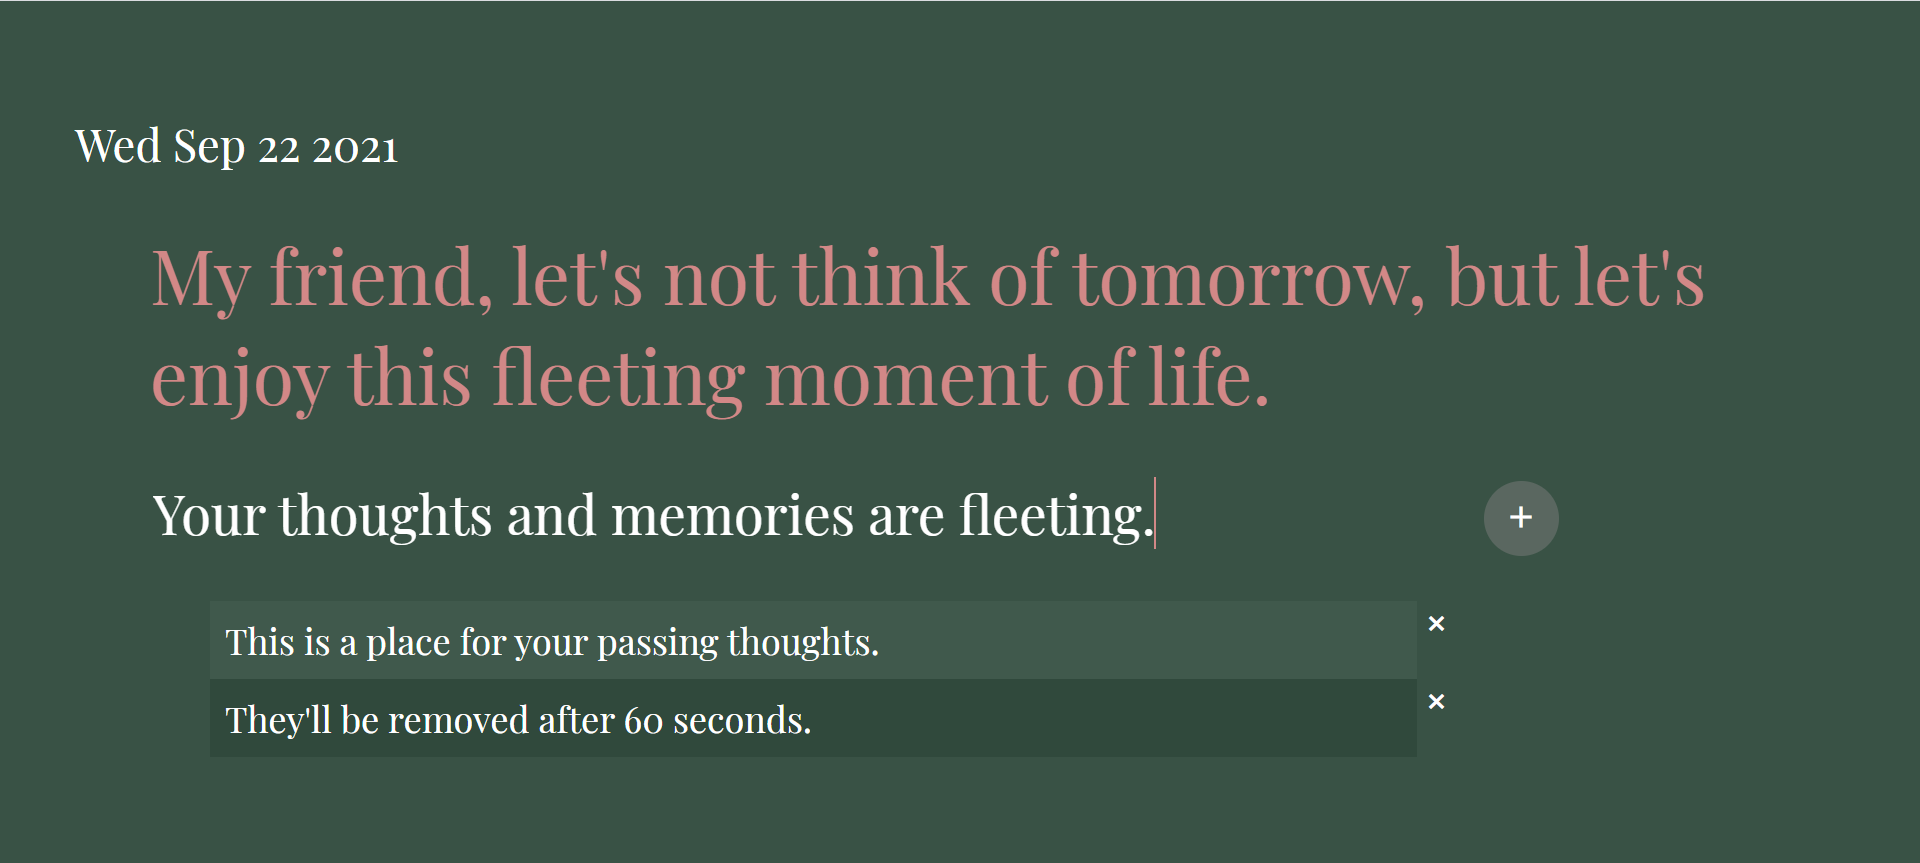 Wed Sep 22 2021
My friend, let's not think of tomorrow, but let's
enjoy this fleeting moment of life.
Your thoughts and memories are fleeting.
+
This is a place for your passing thoughts.
×
They'll be removed after 60 seconds.
×